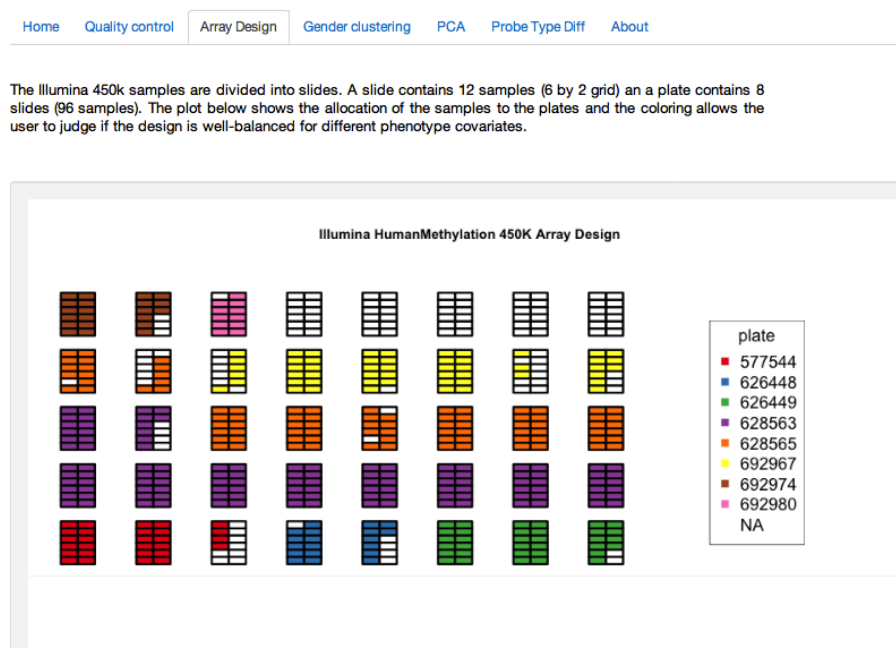 Home Quality control Array Design Gender clustering PCA Probe Type Diff About
The Illumina 450k samples are divided into slides. A slide contains 12 samples (6 by 2 grid) an a plate contains 8
slides (96 samples). The plot below shows the allocation of the samples to the plates and the coloring allows the
user to judge if the design is well-balanced for different phenotype covariates.
Illumina HumanMethylation 450K Array Design
plate
577544
626448
626449
628563
628565
692967
692974
692980
NA